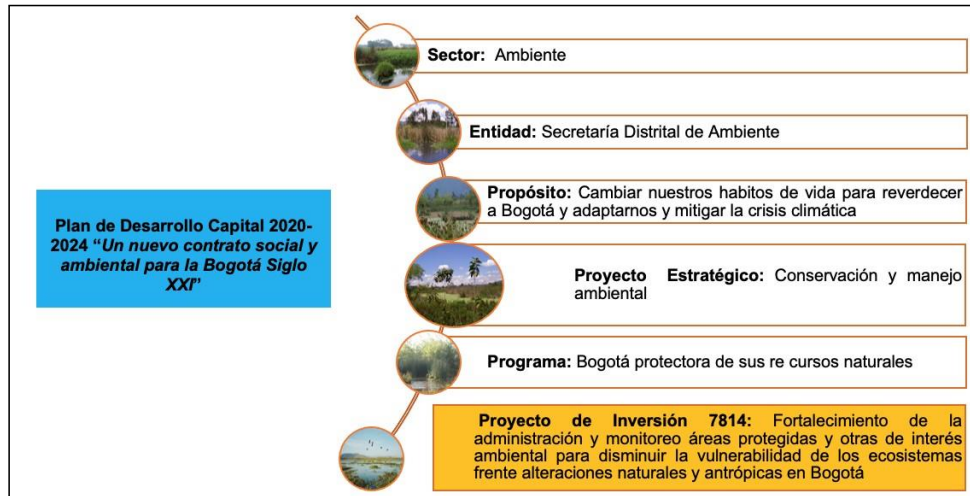 Sector: Ambiente
Entidad: Secretaría Distrital de Ambiente
Propósito: Cambiar nuestros habitos de vida para reverdecer
a Bogotá y adaptarnos y mitigar la crisis climática
Plan de Desarrollo Capital 2020-
2024 “Un nuevo contrato social y
ambiental para la Bogotá Siglo
XXI”
Proyecto Estratégico: Conservación y manejo
ambiental
Programa: Bogotá protectora de sus re cursos naturales
Proyecto de Inversión 7814: Fortalecimiento de la
administración y monitoreo áreas protegidas y otras de interés
ambiental para disminuir la vulnerabilidad de los ecosistemas
frente alteraciones naturales y antrópicas en Bogotá